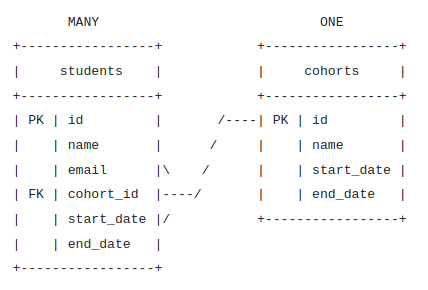 MANY                            ONE
+-----------------+            +-----------------+
|     students    |            |     cohorts     |
+-----------------+            +-----------------+
| PK | id         |       /----| PK | id         |
|    | name       |      /     |    | name       |
|    | email      |\    /      |    | start_date |
| FK | cohort_id  |----/       |    | end_date   |
|    | start_date |/           +-----------------+
|    | end_date   |
+-----------------+